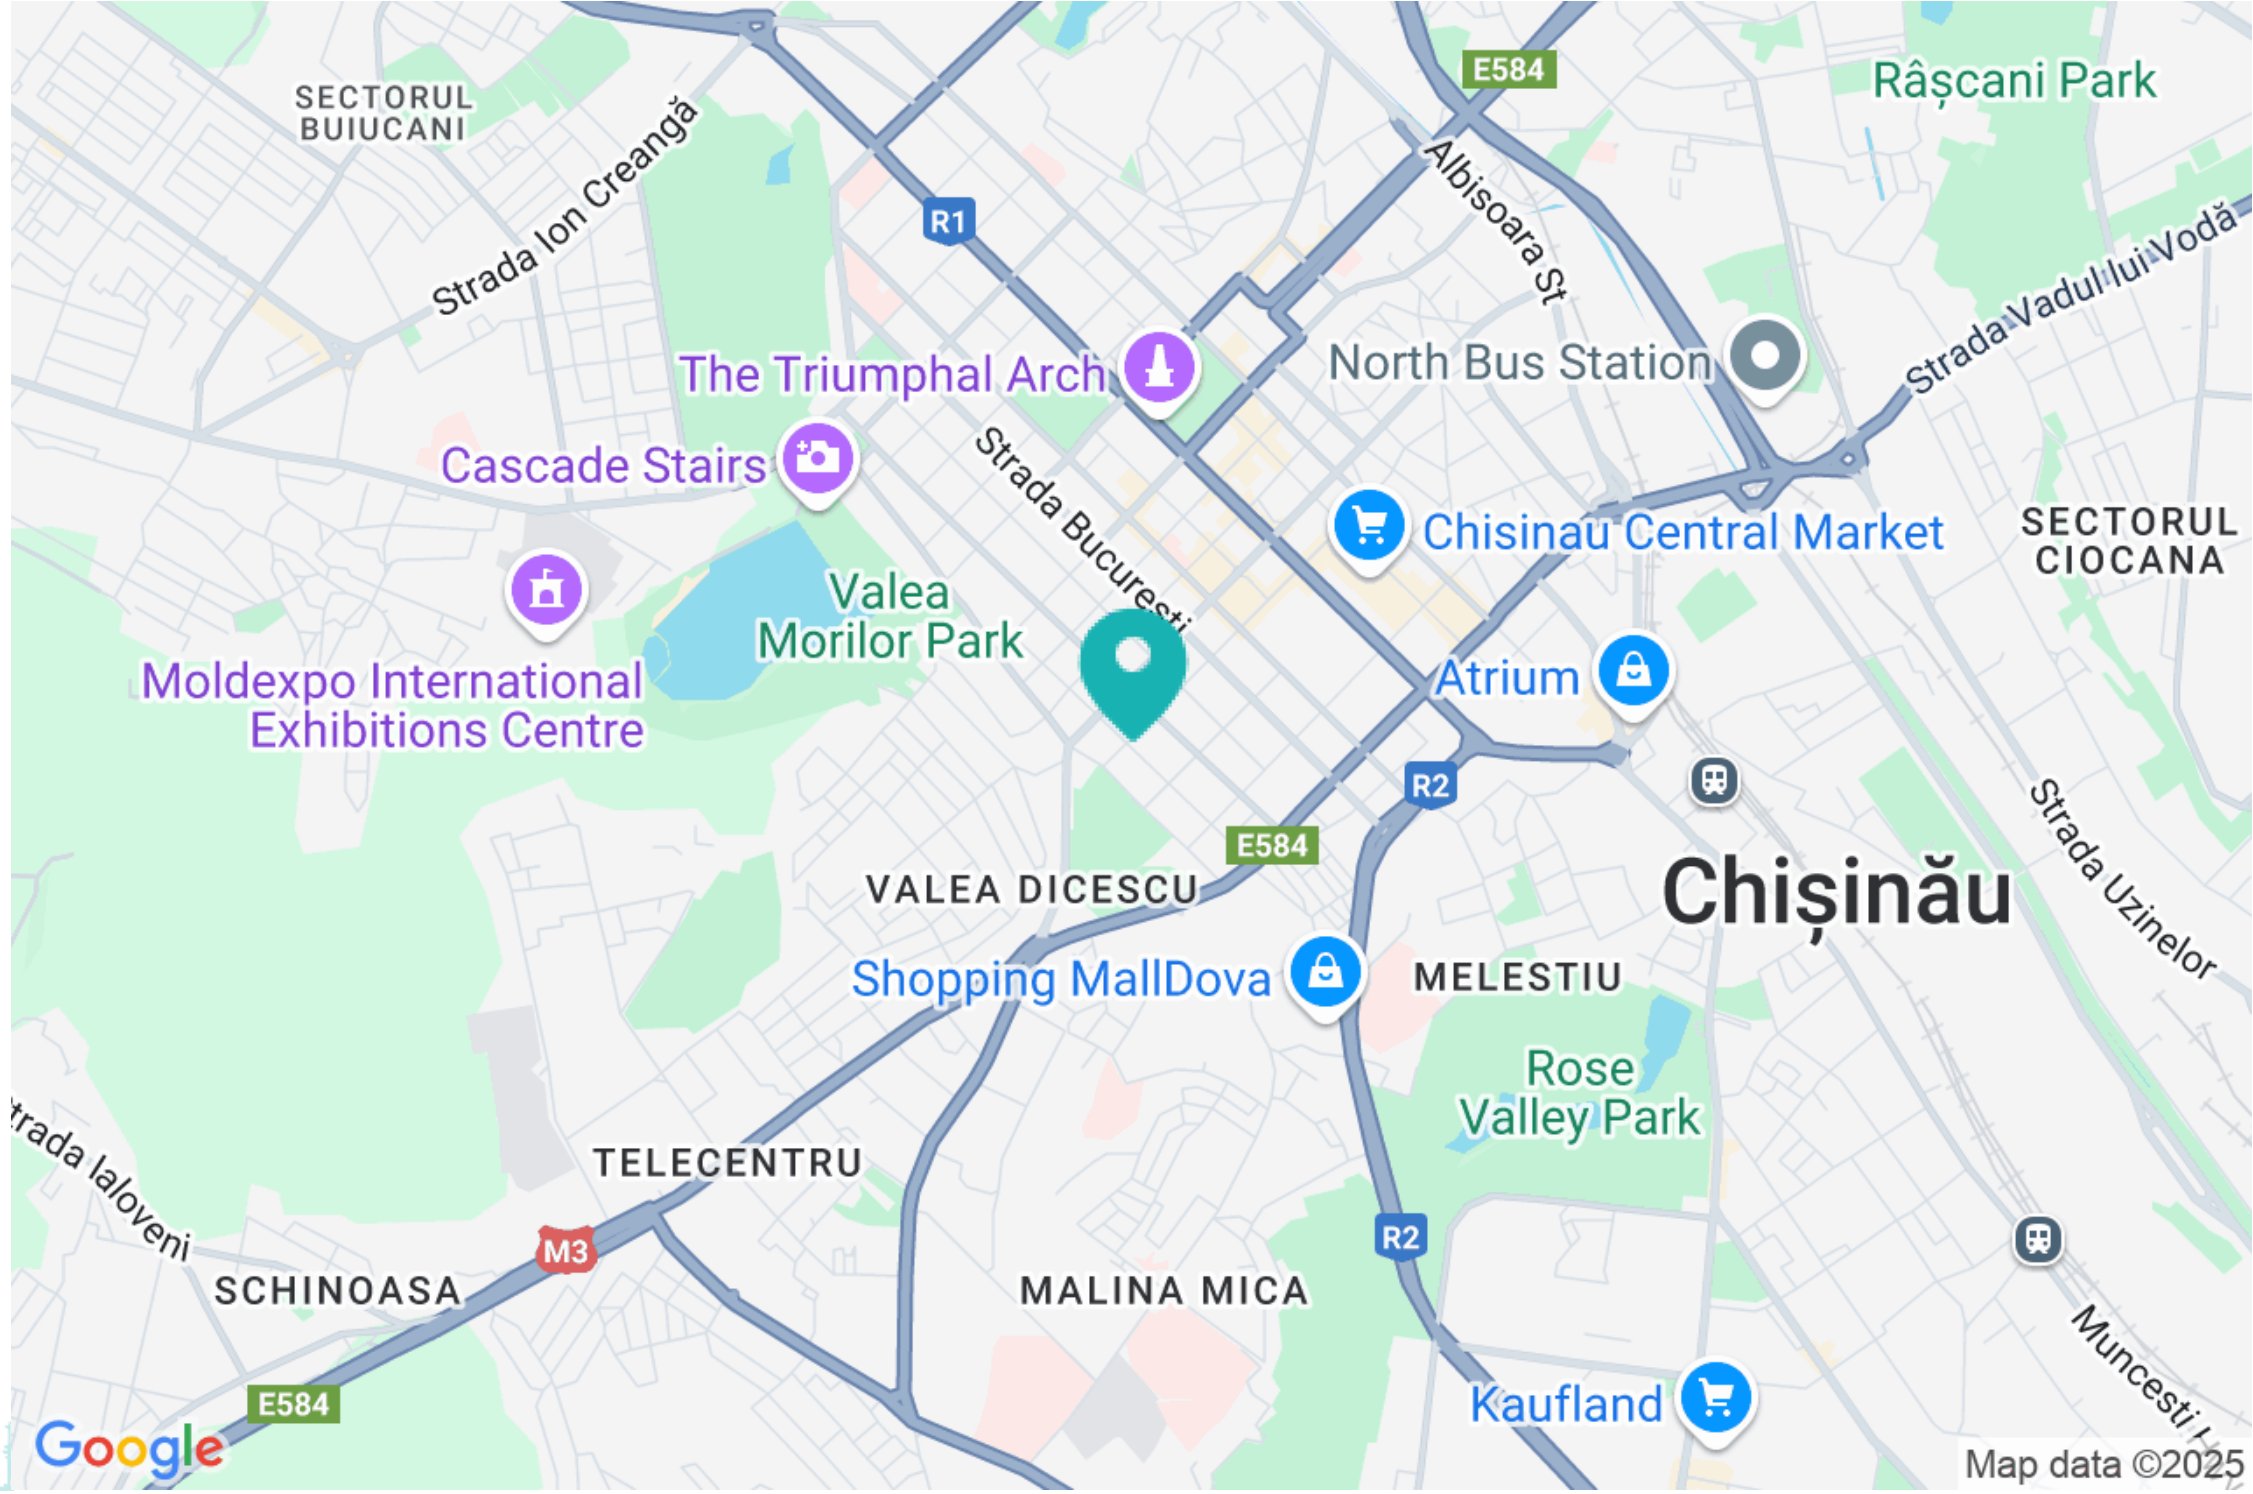 E584
Râșcani Park
SECTORUL
BUIUCANI
Strada Ion Creangă
Albisoara St
R1
Strada Vadul lui Vodă
The Triumphal Arch
North Bus Station
Cascade Stairs
Strada București
Chisinau Central Market
SECTORUL
CIOCANA
Valea
Morilor Park
Moldexpo International
Exhibitions Centre
Atrium
R2
E584
Strada Uzinelor
VALEA DICESCU
Chișinău
Shopping MallDova
MELESTIU
Rose
Valley Park
Strada Ialoveni
TELECENTRU
M3
R2
SCHINOASA
MALINA MICA
Muncesti
E584
Kaufland
Google
Map data ©2025